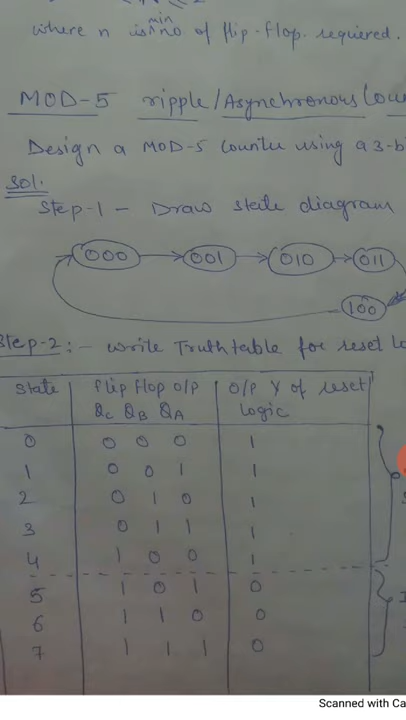 where n is min no of flip-flop required.
MOD-5 ripple/Asynchronous Cou
Design a MOD-5 Counter using a 3-b
Sol.
Step-1 - Draw state diagram
000 001 010 011
100
Step-2 :- write Truthtable for reset Lo
State Flip Flop O/P O/P Y of reset
QC QB QA Logic
0 0 0 0 1
1 0 0 1 1
2 0 1 0 1
3 0 1 1 1
4 1 0 0 1
5 1 0 1 0
6 1 1 0 0
7 1 1 1 0
Scanned with Ca